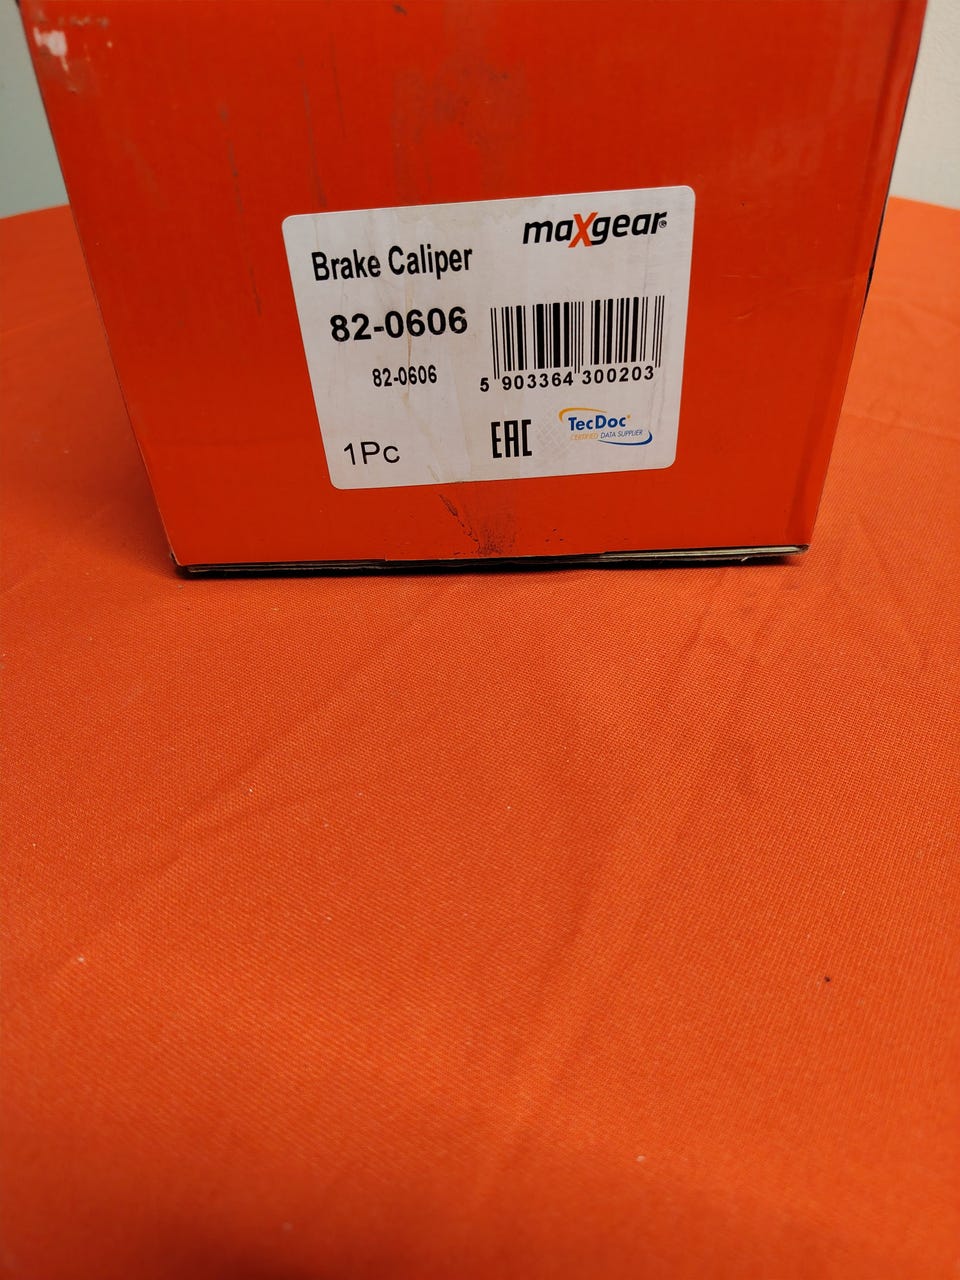 maXgear®
Brake Caliper
82-0606
82-0606
5 903364 300203
1Pc
EAC
TecDoc®
CERTIFIED DATA SUPPLIER